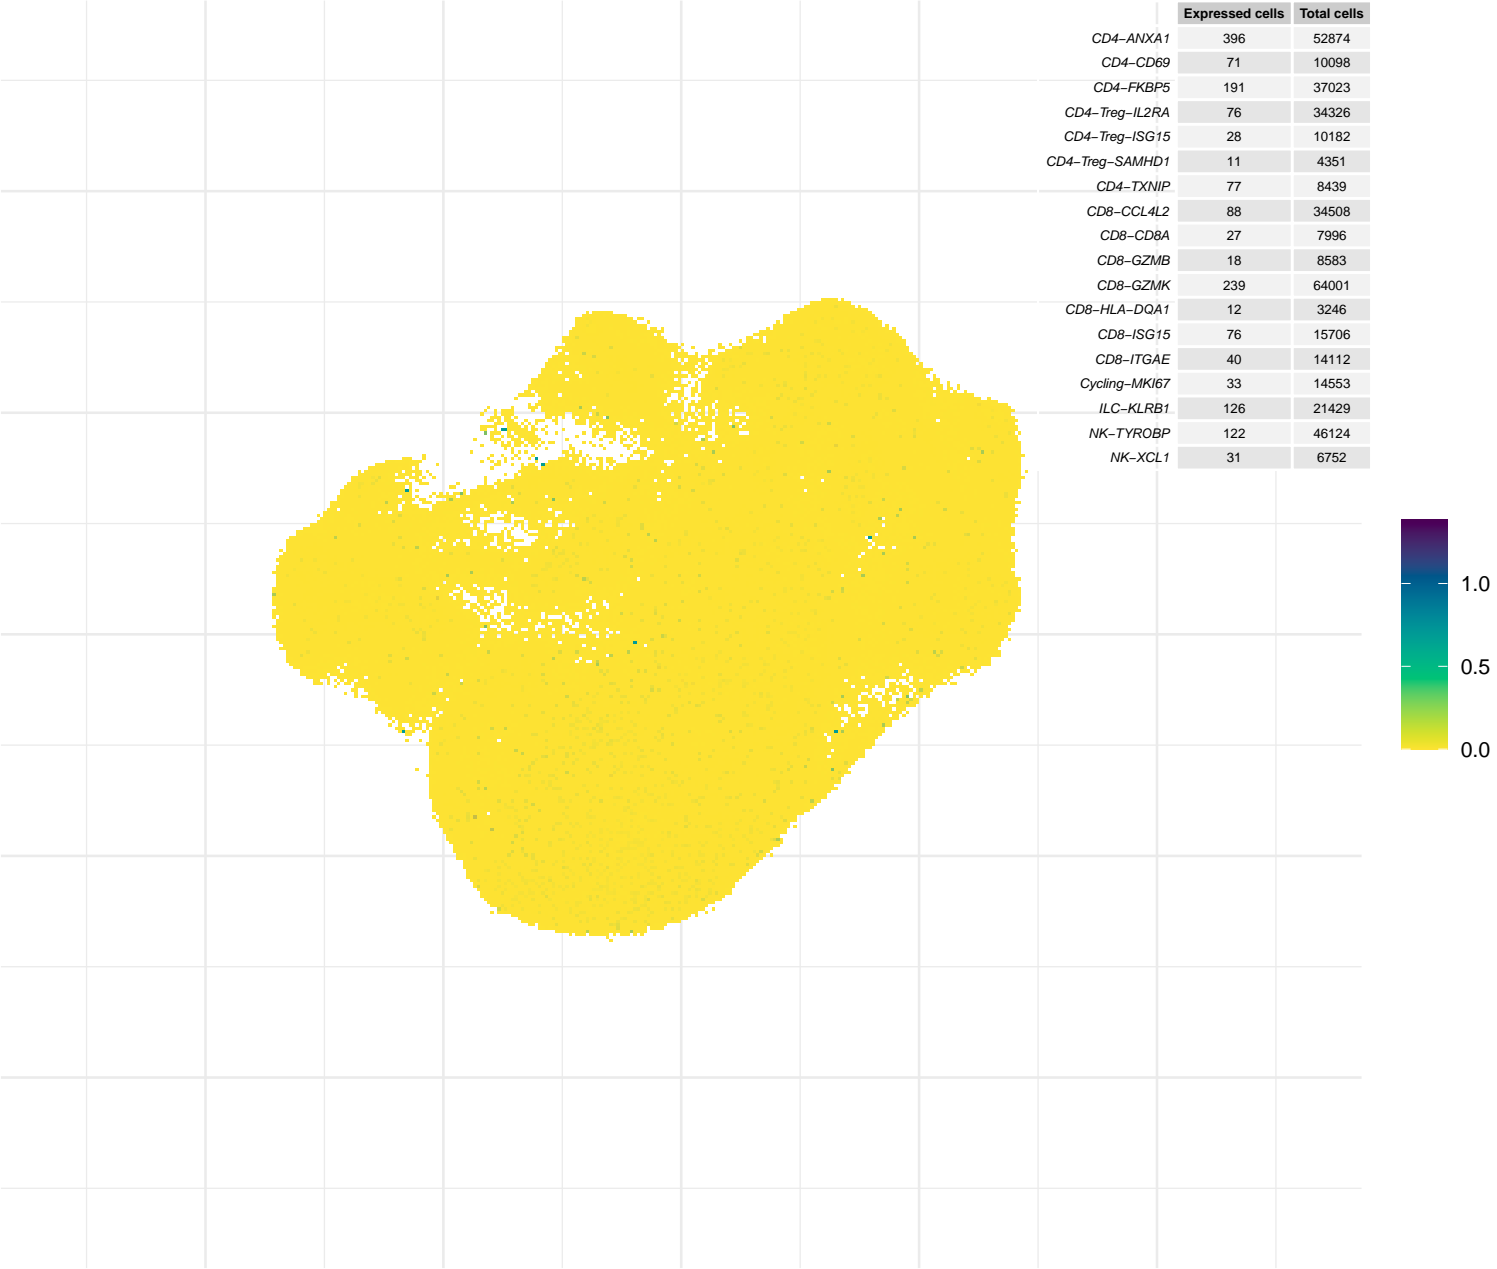 Expressed cells Total cells
CD4−ANXA1 396 52874
CD4−CD69 71 10098
CD4−FKBP5 191 37023
CD4−Treg−IL2RA 76 34326
CD4−Treg−ISG15 28 10182
CD4−Treg−SAMHD1 11 4351
CD4−TXNIP 77 8439
CD8−CCL4L2 88 34508
CD8−CD8A 27 7996
CD8−GZMB 18 8583
CD8−GZMK 239 64001
CD8−HLA−DQA1 12 3246
CD8−ISG15 76 15706
CD8−ITGAE 40 14112
Cycling−MKI67 33 14553
ILC−KLRB1 126 21429
NK−TYROBP 122 46124
NK−XCL1 31 6752
1.0
0.5
0.0